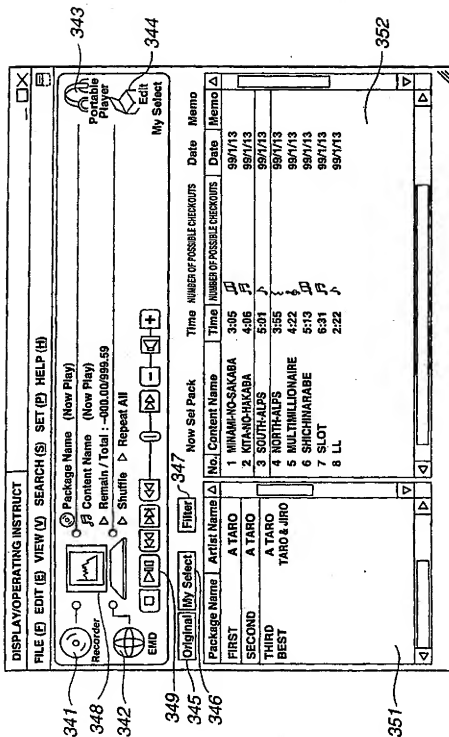 DISPLAY/OPERATING INSTRUCT
FILE (F) EDIT (E) VIEW (V) SEARCH (S) SET (P) HELP (H)
341
Recorder
348
342
EMD
Package Name (Now Play)
Content Name (Now Play)
Remain / Total : -000.00/999.59
Shuffle Repeat All
343
Portable Player
344
Edit
My Select
349
345
Original
My Select
346
Filter
347
Now Sel Pack
Time NUMBER OF POSSIBLE CHECKOUTS Date Memo
Package Name Artist Name
FIRST A TARO
SECOND A TARO
THIRD A TARO
BEST TARO & JIRO
351
No. Content Name Time NUMBER OF POSSIBLE CHECKOUTS Date Memo
1 MINAMI-NO-SAKABA 3:05 99/1/13
2 KITA-NO-HAKABA 4:06 99/1/13
3 SOUTH-ALPS 5:01 99/1/13
4 NORTH-ALPS 3:55 99/1/13
5 MULTIMILLIONAIRE 4:22 99/1/13
6 SHICHINARABE 5:13 99/1/13
7 SLOT 6:31 99/1/13
8 LL 2:22 99/1/13
352